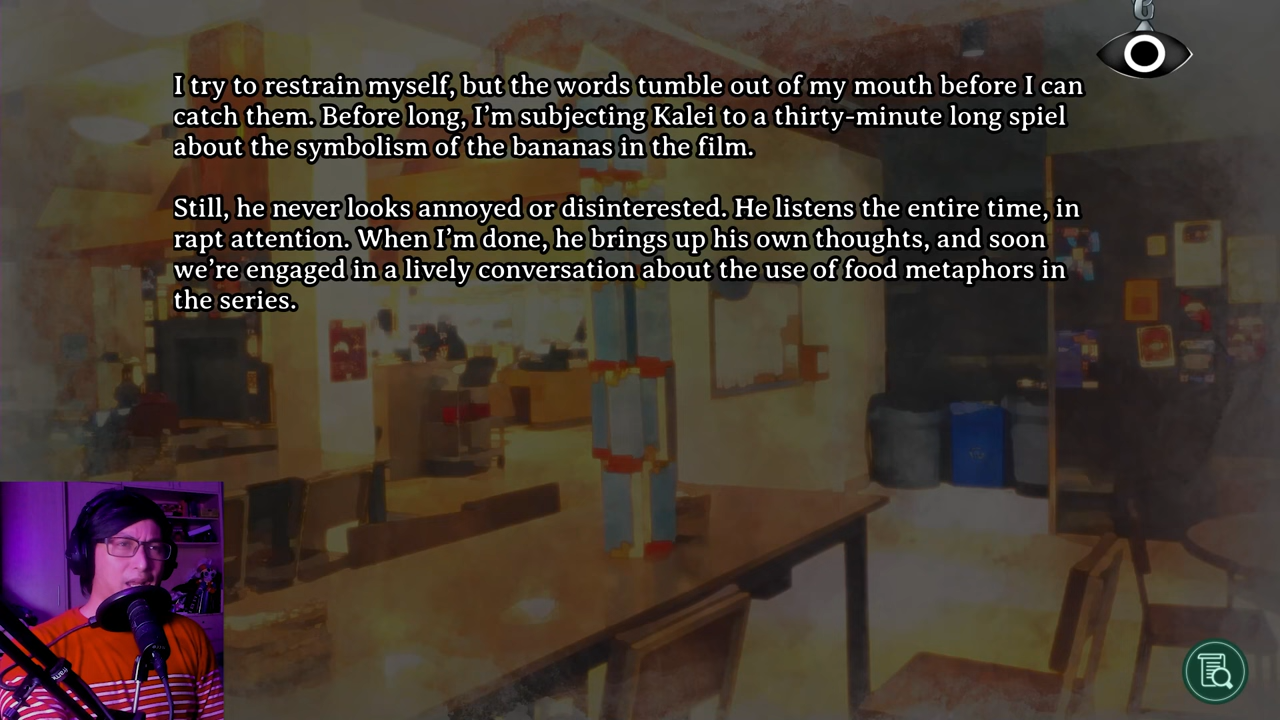 I try to restrain myself, but the words tumble out of my mouth before I can
catch them. Before long, I'm subjecting Kalei to a thirty-minute long spiel
about the symbolism of the bananas in the film.
Still, he never looks annoyed or disinterested. He listens the entire time, in
rapt attention. When I'm done, he brings up his own thoughts, and soon
we're engaged in a lively conversation about the use of food metaphors in
the series.